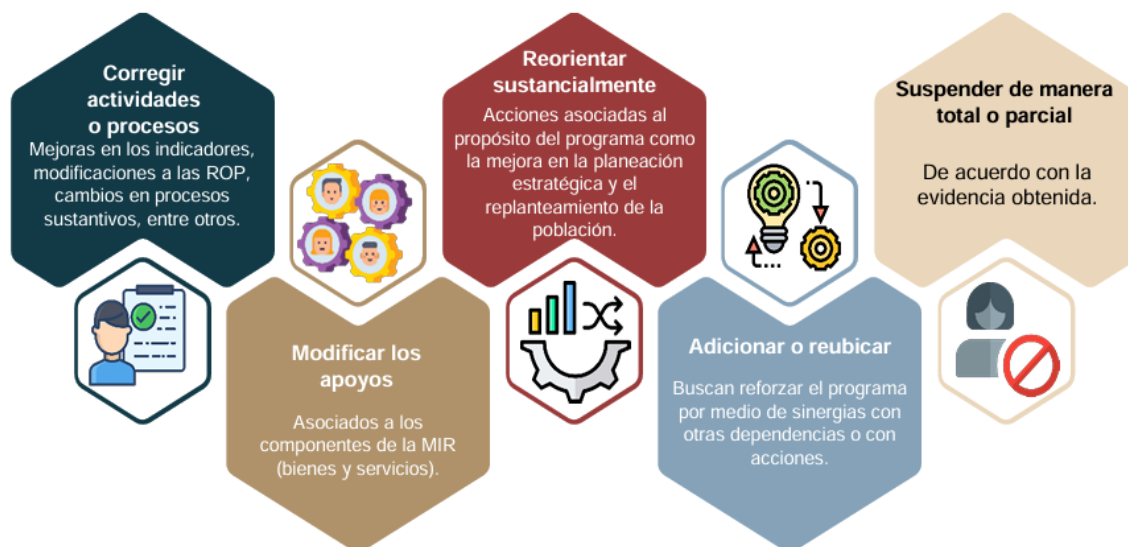 Corregir
actividades
o procesos
Mejoras en los indicadores,
modificaciones a las ROP,
cambios en procesos
sustantivos, entre otros.
Modificar los
apoyos
Asociados a los
componentes de la MIR
(bienes y servicios).
Reorientar
sustancialmente
Acciones asociadas al
propósito del programa como
la mejora en la planeación
estratégica y el
replanteamiento de la
población.
Adicionar o reubicar
Buscan reforzar el programa
por medio de sinergias con
otras dependencias o con
acciones.
Suspender de manera
total o parcial
De acuerdo con la
evidencia obtenida.